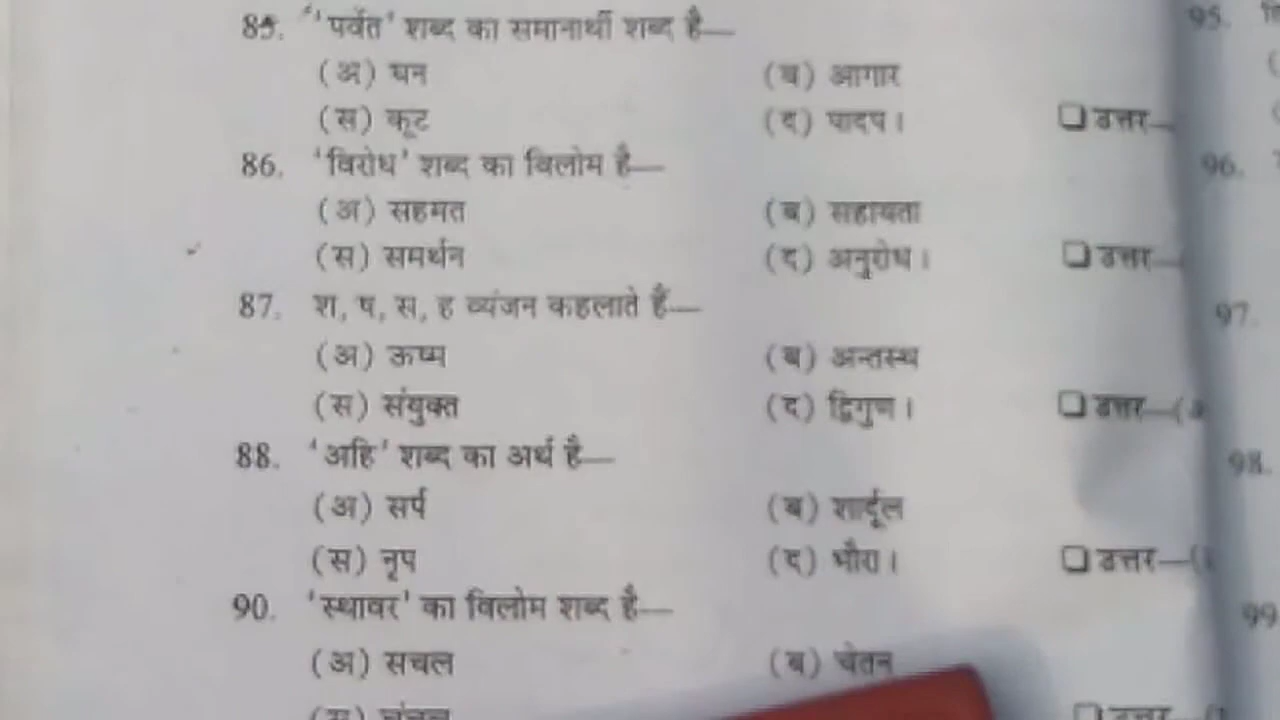 85. 'पर्वत' शब्द का समानार्थी शब्द है—
(अ) घन (ब) आगार
(स) कूट (द) पादप। ❑ उत्तर—
86. 'विरोध' शब्द का विलोम है—
(अ) सहमत (ब) सहायता
(स) समर्थन (द) अनुरोध। ❑ उत्तर—
87. श, ष, स, ह व्यंजन कहलाते हैं—
(अ) ऊष्म (ब) अन्तस्थ
(स) संयुक्त (द) द्विगुण। ❑ उत्तर—(
88. 'अहि' शब्द का अर्थ है—
(अ) सर्प (ब) शार्दूल
(स) नृप (द) भौंरा। ❑ उत्तर—(
90. 'स्थावर' का विलोम शब्द है—
(अ) सचल (ब) चेतन
95.
96.
97.
98.
99